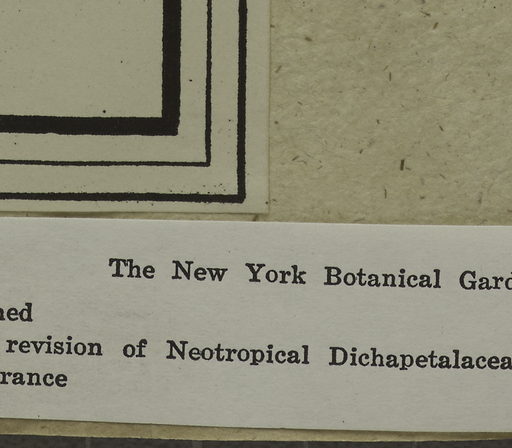 The New York Botanical Gard
ned
revision of Neotropical Dichapetalacea
rance